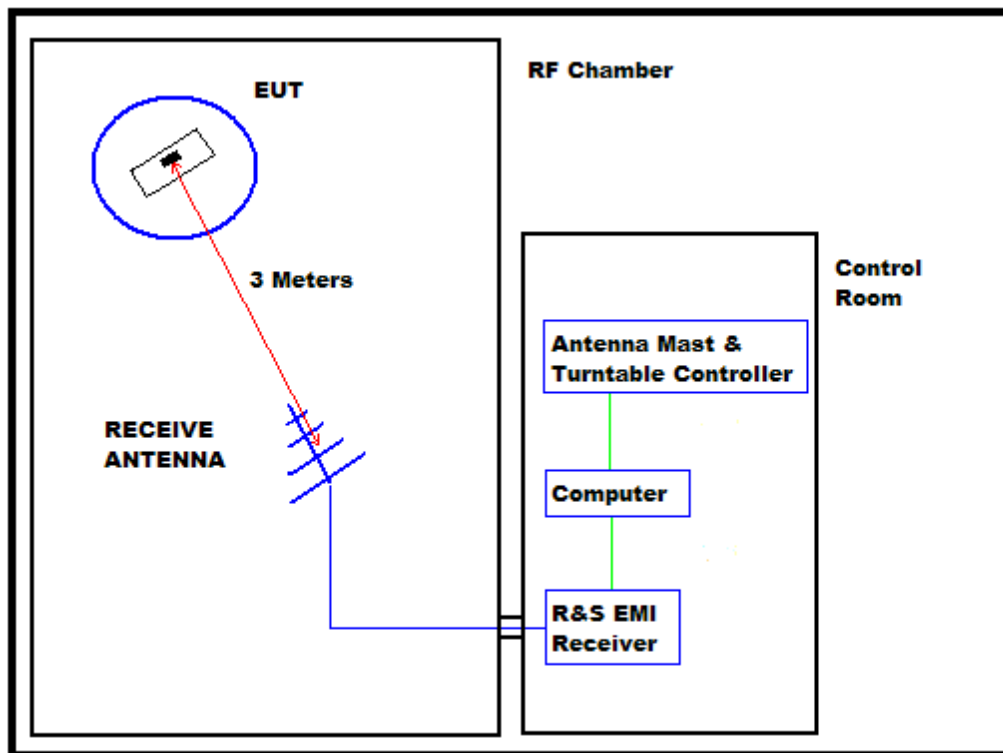 RF Chamber
EUT
Control
Room
3 Meters
Antenna Mast &
Turntable Controller
RECEIVE
ANTENNA
Computer
R&S EMI
Receiver